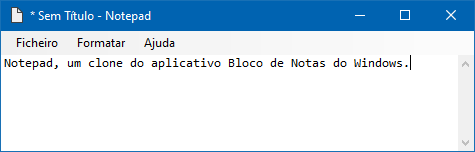 * Sem Título - Notepad
Ficheiro Formatar Ajuda
Notepad, um clone do aplicativo Bloco de Notas do Windows.